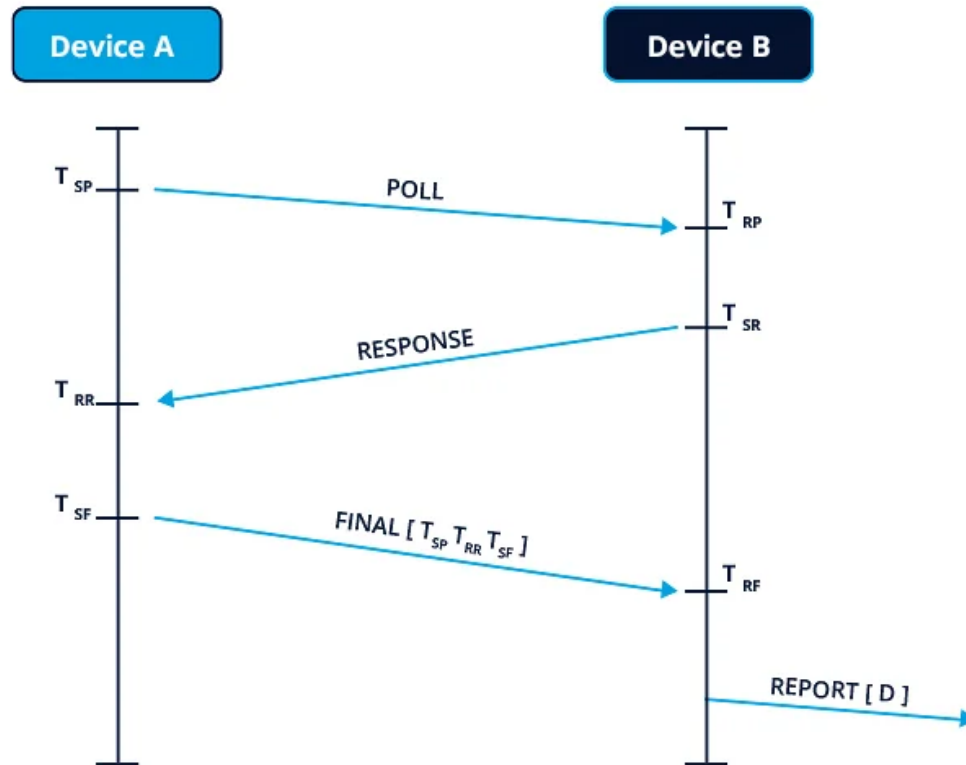 Device A
Device B
T SP
POLL
T RP
T SR
RESPONSE
T RR
T SF
FINAL [ T SP T RR T SF ]
T RF
REPORT [ D ]